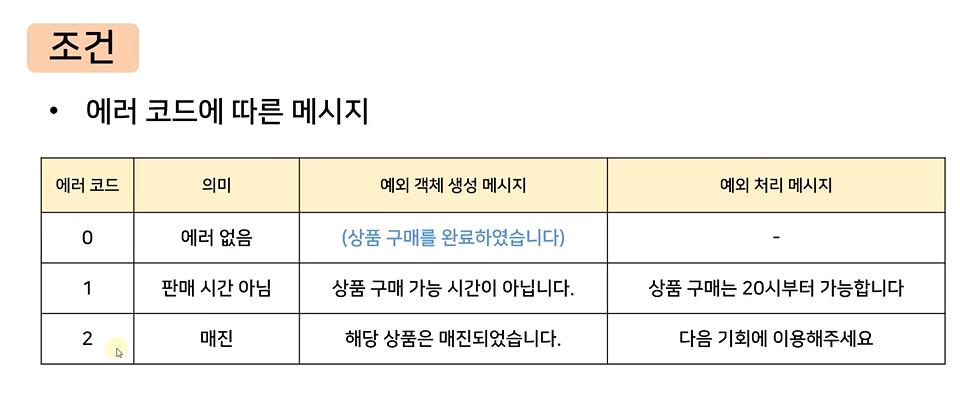 조건
• 에러 코드에 따른 메시지
에러 코드 의미 예외 객체 생성 메시지 예외 처리 메시지
0 에러 없음 (상품 구매를 완료하였습니다) -
1 판매 시간 아님 상품 구매 가능 시간이 아닙니다. 상품 구매는 20시부터 가능합니다
2 매진 해당 상품은 매진되었습니다. 다음 기회에 이용해주세요